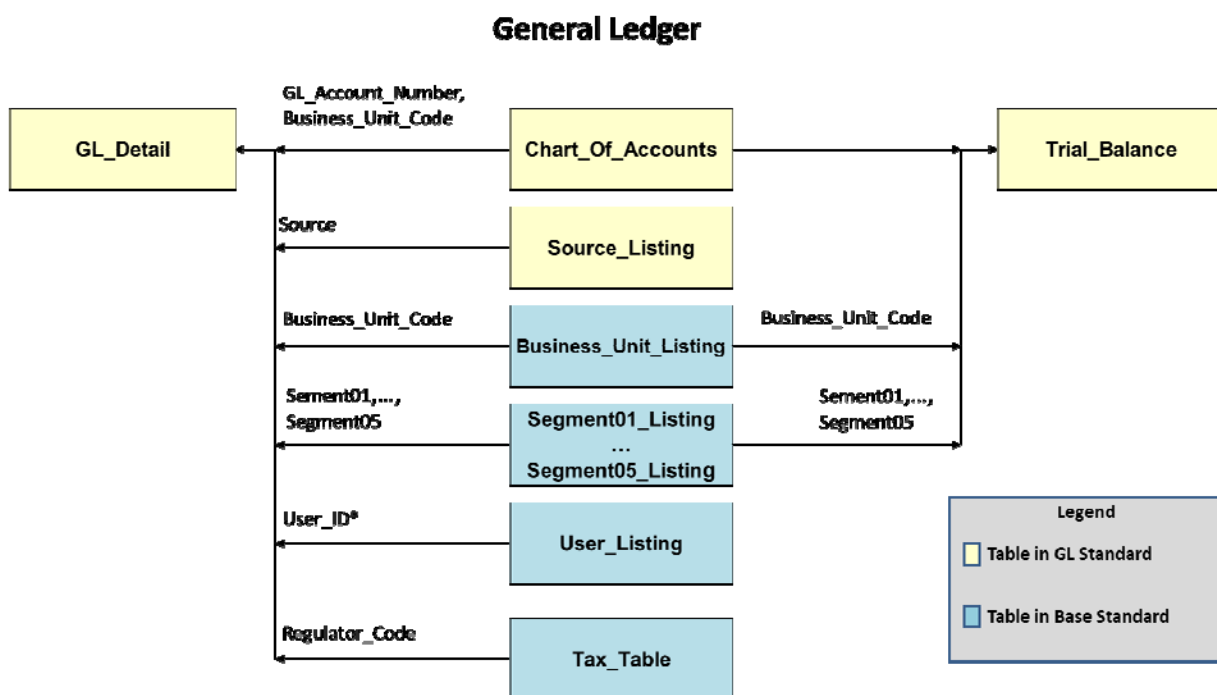 General Ledger
GL_Account_Number,
Business_Unit_Code
GL_Detail
Chart_Of_Accounts
Trial_Balance
Source
Source_Listing
Business_Unit_Code
Business_Unit_Listing
Business_Unit_Code
Sement01,...,
Segment05
Segment01_Listing
...
Segment05_Listing
Sement01,...,
Segment05
User_ID*
User_Listing
Legend
Table in GL Standard
Table in Base Standard
Regulator_Code
Tax_Table